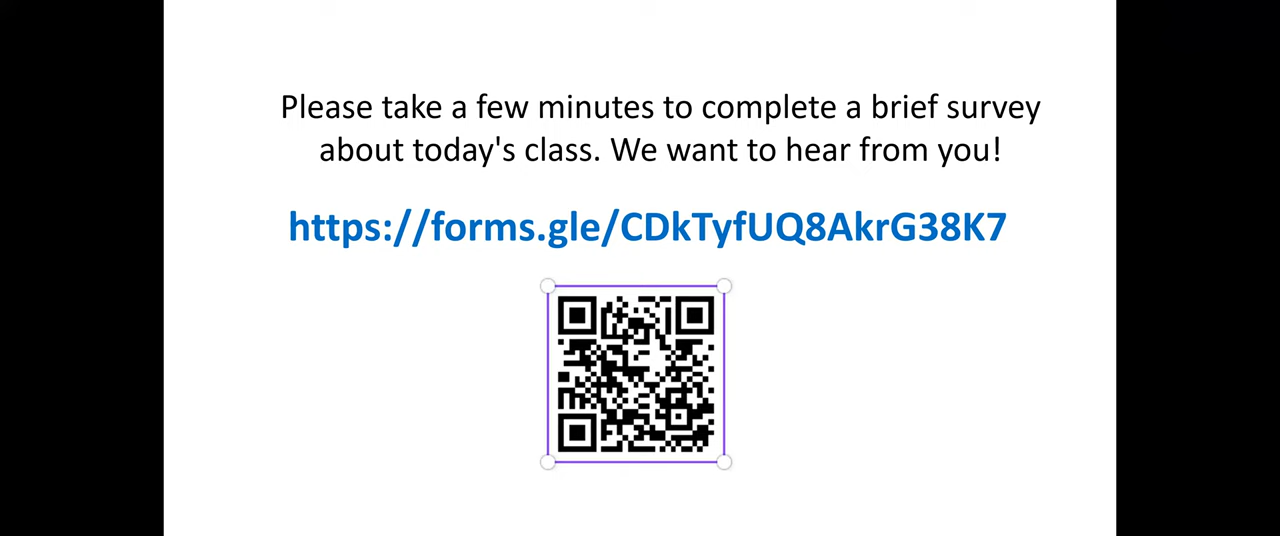 Please take a few minutes to complete a brief survey
about today's class. We want to hear from you!
https://forms.gle/CDkTyfUQ8AkrG38K7